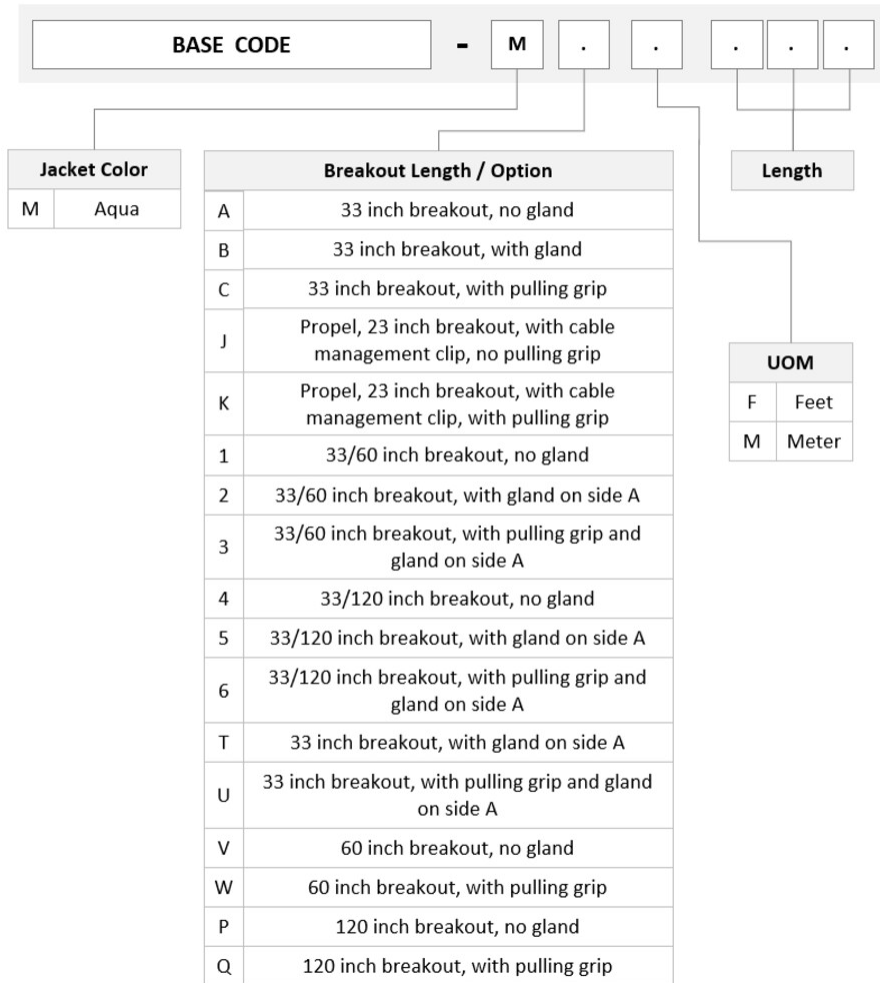 BASE CODE - M . . . . .
Jacket Color
M Aqua
Breakout Length / Option
A 33 inch breakout, no gland
B 33 inch breakout, with gland
C 33 inch breakout, with pulling grip
J Propel, 23 inch breakout, with cable
management clip, no pulling grip
K Propel, 23 inch breakout, with cable
management clip, with pulling grip
1 33/60 inch breakout, no gland
2 33/60 inch breakout, with gland on side A
3 33/60 inch breakout, with pulling grip and
gland on side A
4 33/120 inch breakout, no gland
5 33/120 inch breakout, with gland on side A
6 33/120 inch breakout, with pulling grip and
gland on side A
T 33 inch breakout, with gland on side A
U 33 inch breakout, with pulling grip and gland
on side A
V 60 inch breakout, no gland
W 60 inch breakout, with pulling grip
P 120 inch breakout, no gland
Q 120 inch breakout, with pulling grip
Length
UOM
F Feet
M Meter